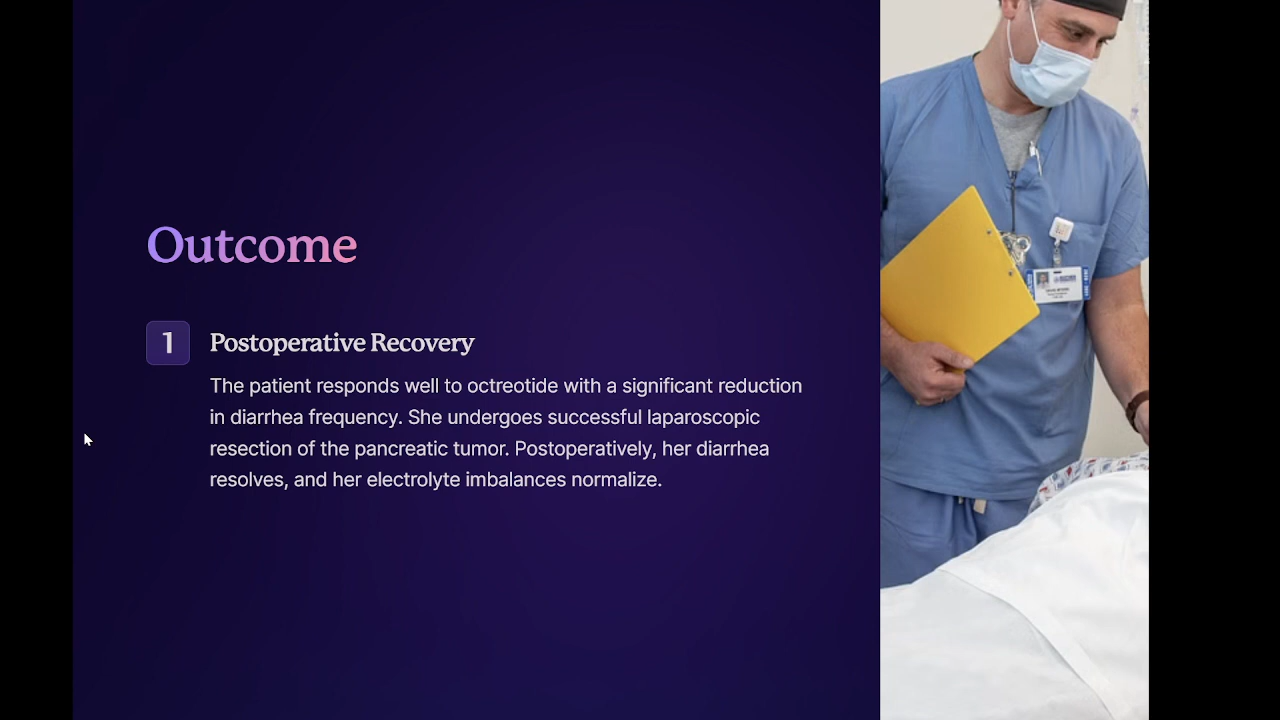 Outcome
1
Postoperative Recovery
The patient responds well to octreotide with a significant reduction
in diarrhea frequency. She undergoes successful laparoscopic
resection of the pancreatic tumor. Postoperatively, her diarrhea
resolves, and her electrolyte imbalances normalize.